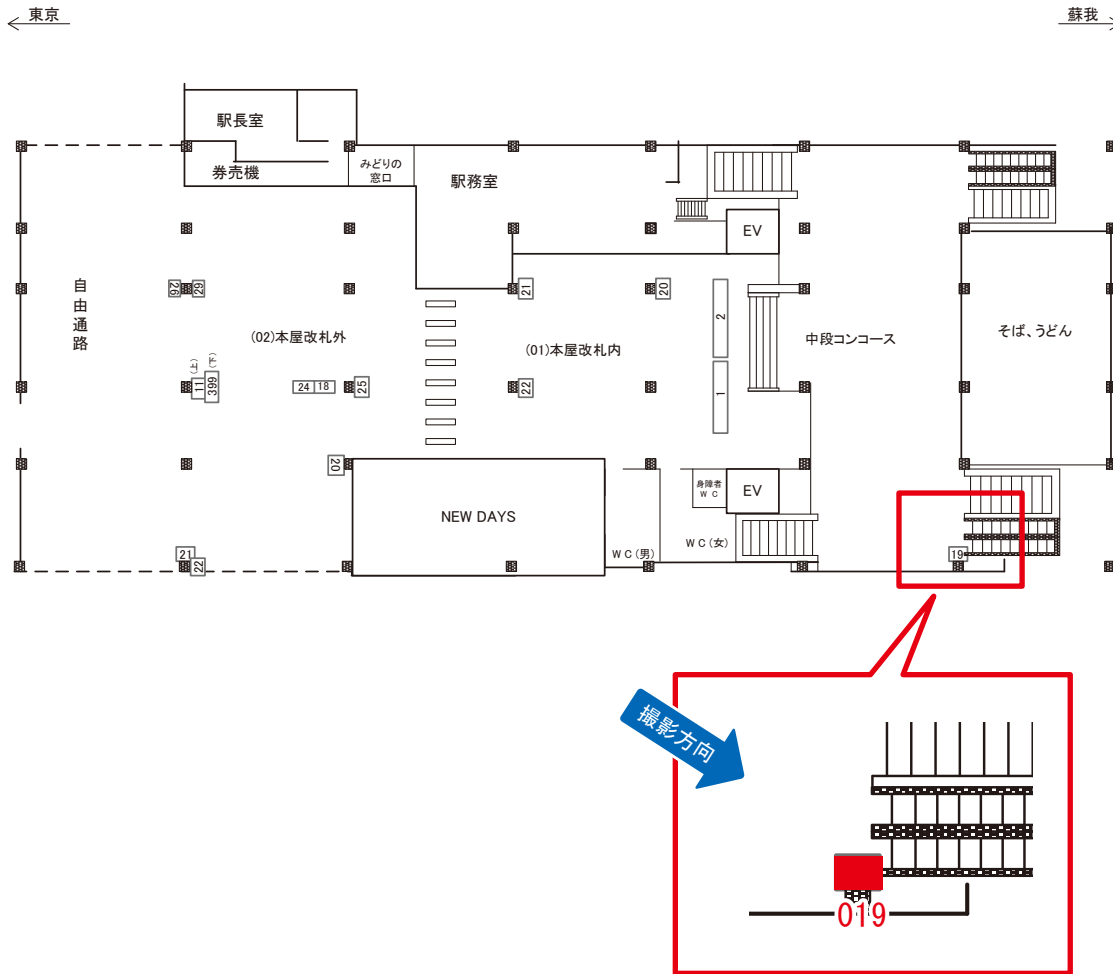 東京
蘇我
駅長室
券売機
みどりの
窓口
駅務室
EV
自由通路
26
29
21
20
2
(02)本屋改札外
(01)本屋改札内
中段コンコース
そば、うどん
(上)
(下)
11
399
24
18
25
22
1
20
NEW DAYS
身障者
WC
EV
WC(男)
WC(女)
21
22
19
撮影方向
019